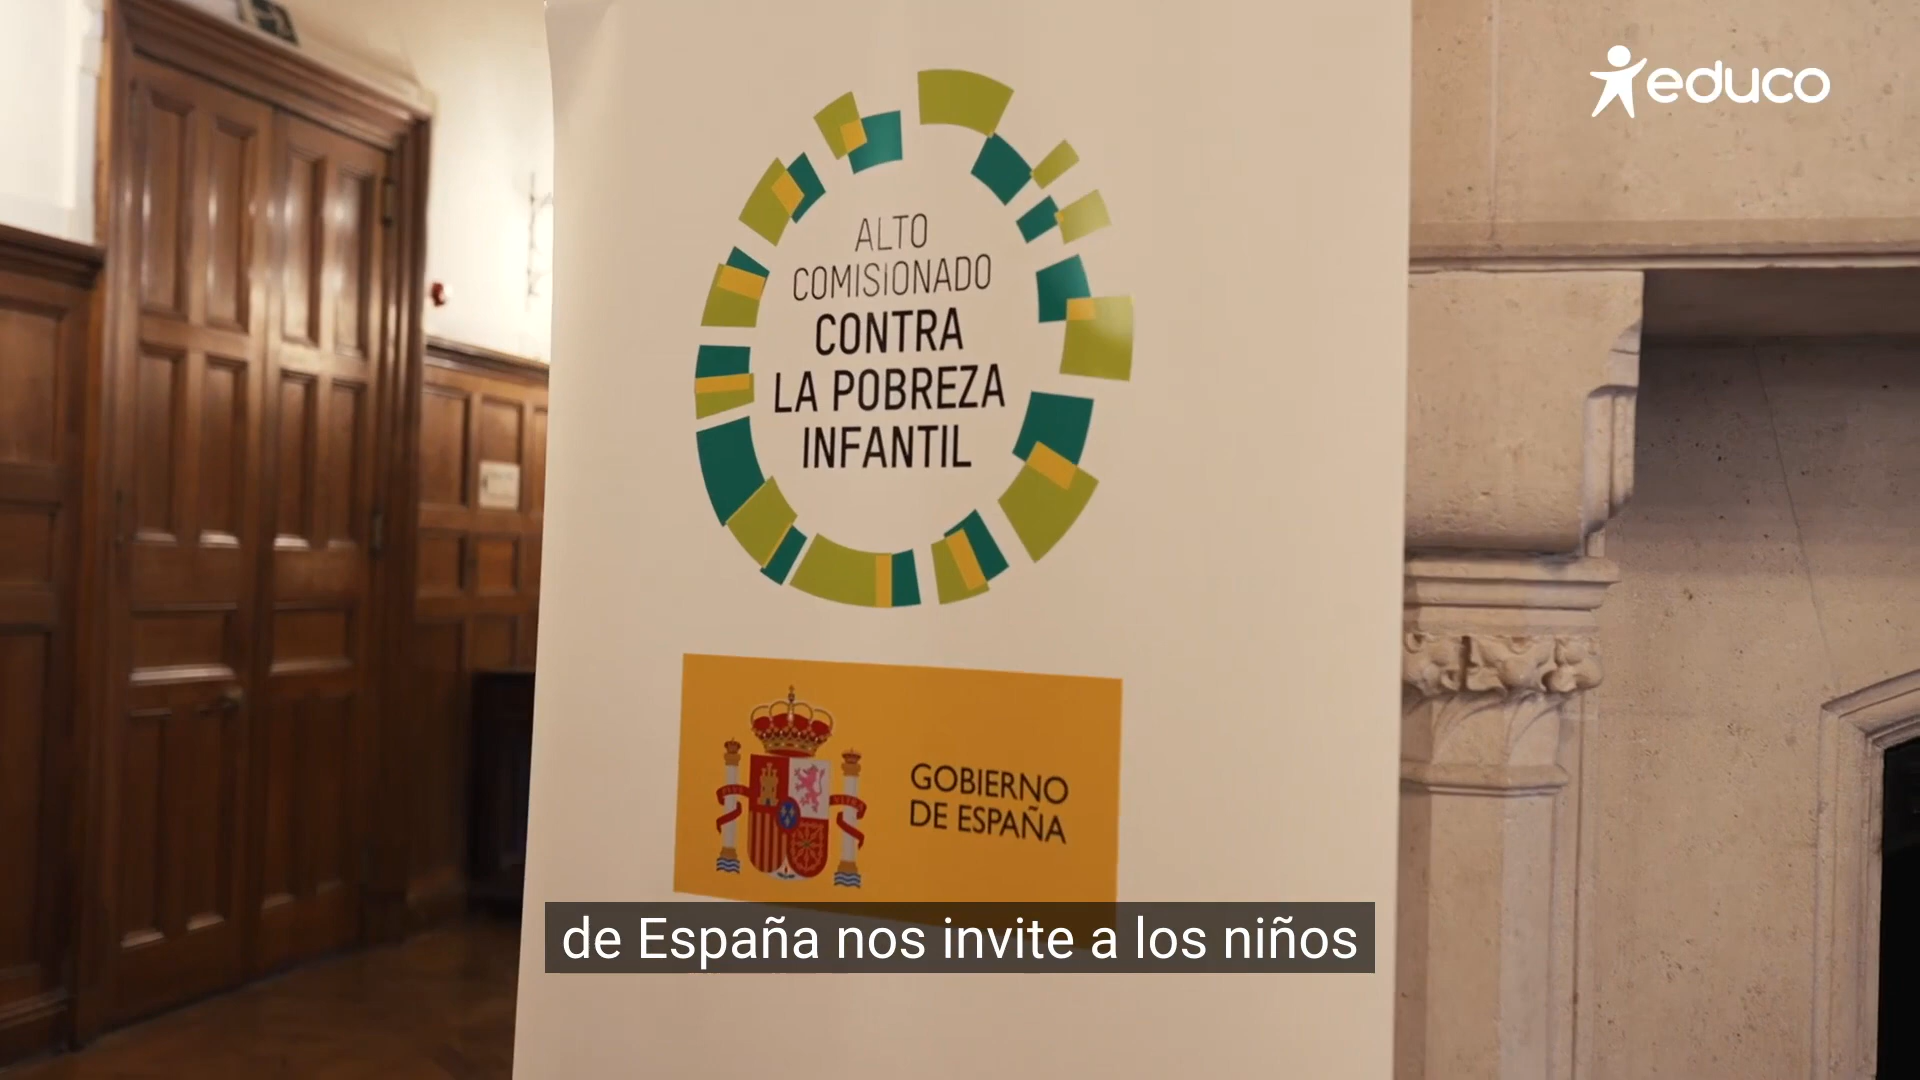 educo
ALTO
COMISIONADO
CONTRA
LA POBREZA
INFANTIL
GOBIERNO
DE ESPAÑA
de España nos invite a los niños